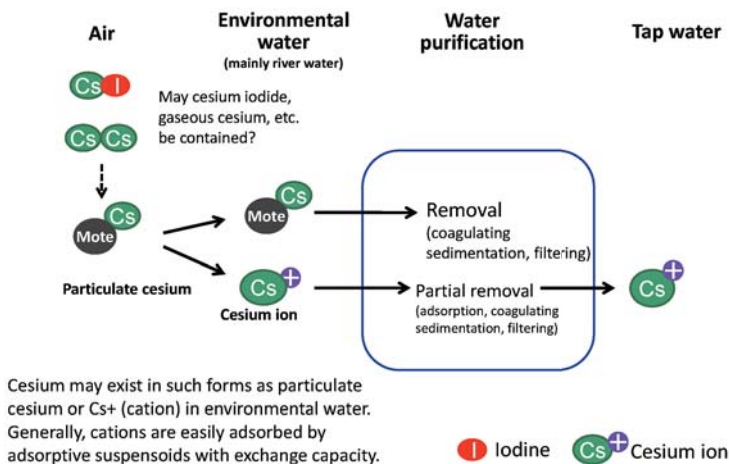 Air
Environmental
water
(mainly river water)
Water
purification
Tap water
Cs I
May cesium iodide,
gaseous cesium, etc.
be contained?
Cs Cs
Cs
Mote
Particulate cesium
Cs
Mote
Removal
(coagulating
sedimentation, filtering)
Cs +
Cesium ion
Partial removal
(adsorption, coagulating
sedimentation, filtering)
Cs +
Cesium may exist in such forms as particulate
cesium or Cs+ (cation) in environmental water.
Generally, cations are easily adsorbed by
adsorptive suspensoids with exchange capacity.
I Iodine
Cs + Cesium ion